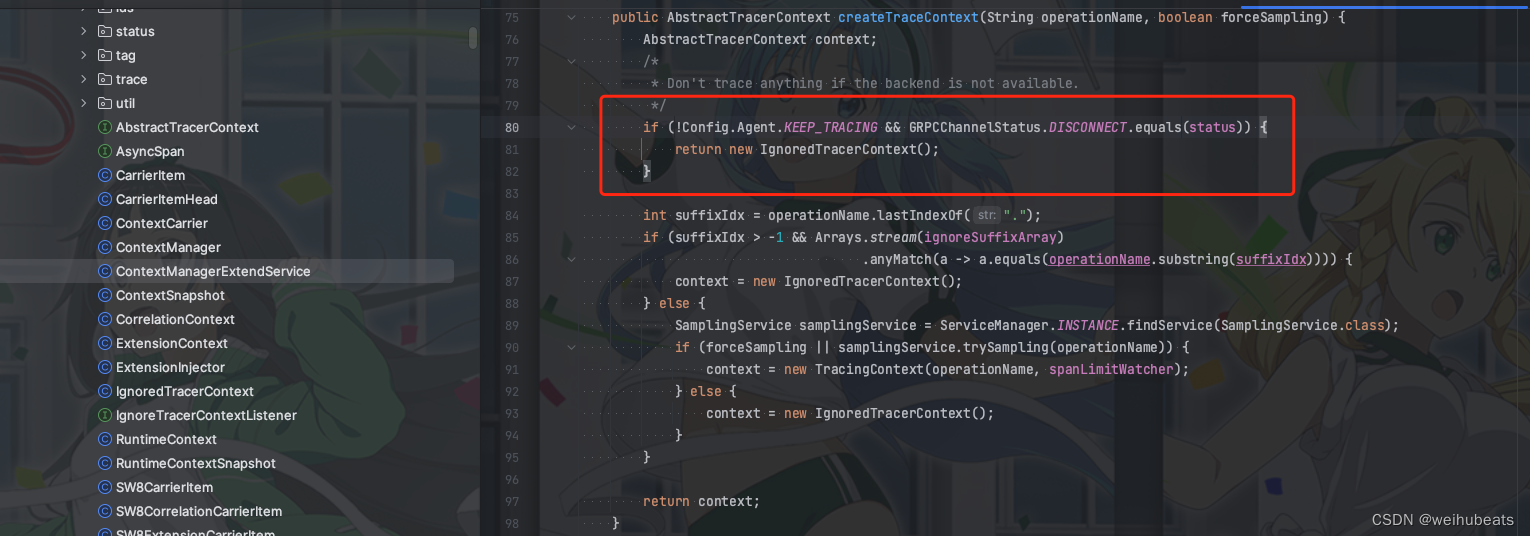 status
tag
trace
util
AbstractTracerContext
AsyncSpan
CarrierItem
CarrierItemHead
ContextCarrier
ContextManager
ContextManagerExtendService
ContextSnapshot
CorrelationContext
ExtensionContext
ExtensionInjector
IgnoredTracerContext
IgnoreTracerContextListener
RuntimeContext
RuntimeContextSnapshot
SW8CarrierItem
SW8CorrelationCarrierItem
SW8ExtensionCarrierItem
75 public AbstractTracerContext createTraceContext(String operationName, boolean forceSampling) {
76 AbstractTracerContext context;
77 /*
78 * Don't trace anything if the backend is not available.
79 */
80 if (!Config.Agent.KEEP_TRACING && GRPCChannelStatus.DISCONNECT.equals(status)) {
81 return new IgnoredTracerContext();
82 }
83
84 int suffixIdx = operationName.lastIndexOf( str: ".");
85 if (suffixIdx > -1 && Arrays.stream(ignoreSuffixArray)
86 .anyMatch(a -> a.equals(operationName.substring(suffixIdx)))) {
87 context = new IgnoredTracerContext();
88 } else {
89 SamplingService samplingService = ServiceManager.INSTANCE.findService(SamplingService.class);
90 if (forceSampling || samplingService.trySampling(operationName)) {
91 context = new TracingContext(operationName, spanLimitWatcher);
92 } else {
93 context = new IgnoredTracerContext();
94 }
95 }
96
97 return context;
98 }
CSDN @weihubeats